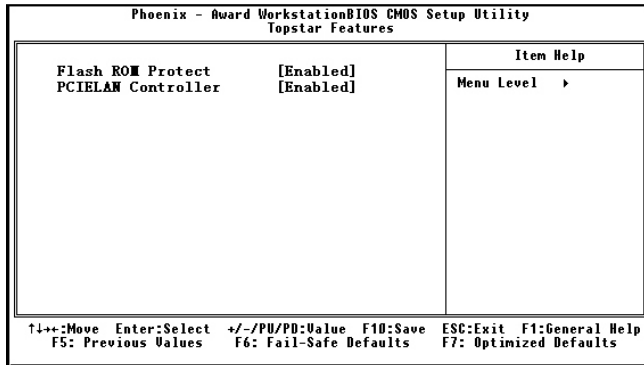 Phoenix - Award WorkstationBIOS CMOS Setup Utility
Topstar Features
Flash ROM Protect [Enabled]
PCIELAN Controller [Enabled]
Item Help
Menu Level ▸
↑↓→←:Move Enter:Select +/-/PU/PD:Value F10:Save ESC:Exit F1:General Help
F5: Previous Values F6: Fail-Safe Defaults F7: Optimized Defaults